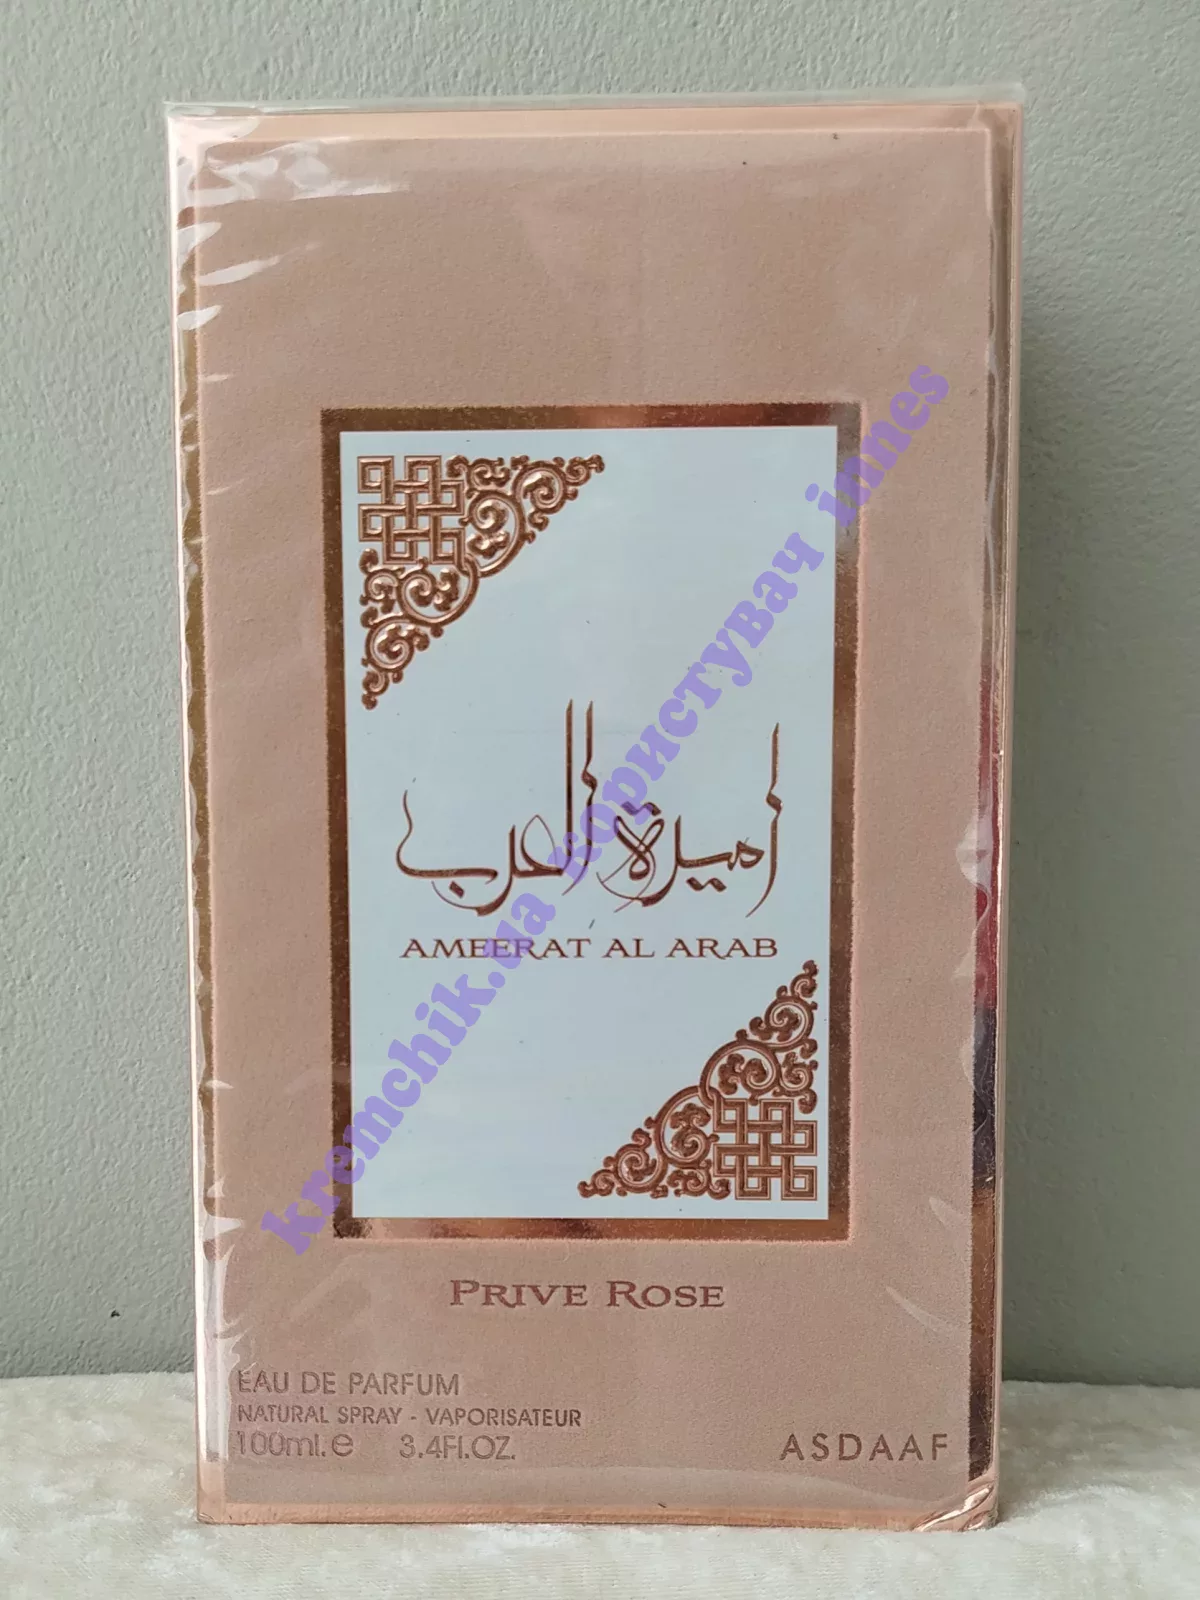 أميرة العرب
AMEERAT AL ARAB
PRIVE ROSE
EAU DE PARFUM
NATURAL SPRAY - VAPORISATEUR
100ml. e 3.4Fl.OZ.
ASDAAF
kremchik.ua користувач innes